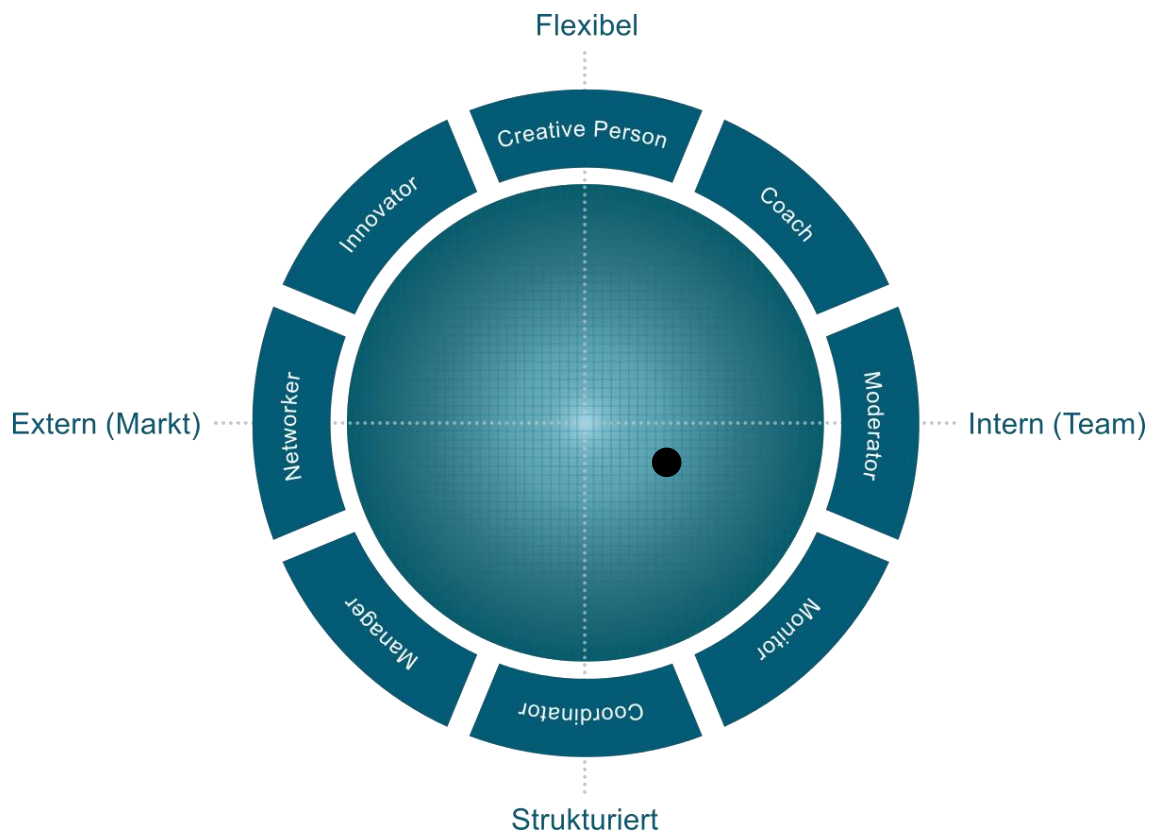 Flexibel
Creative Person
Innovator
Coach
Extern (Markt)
Networker
Moderator
Intern (Team)
Manager
Monitor
Coordinator
Strukturiert